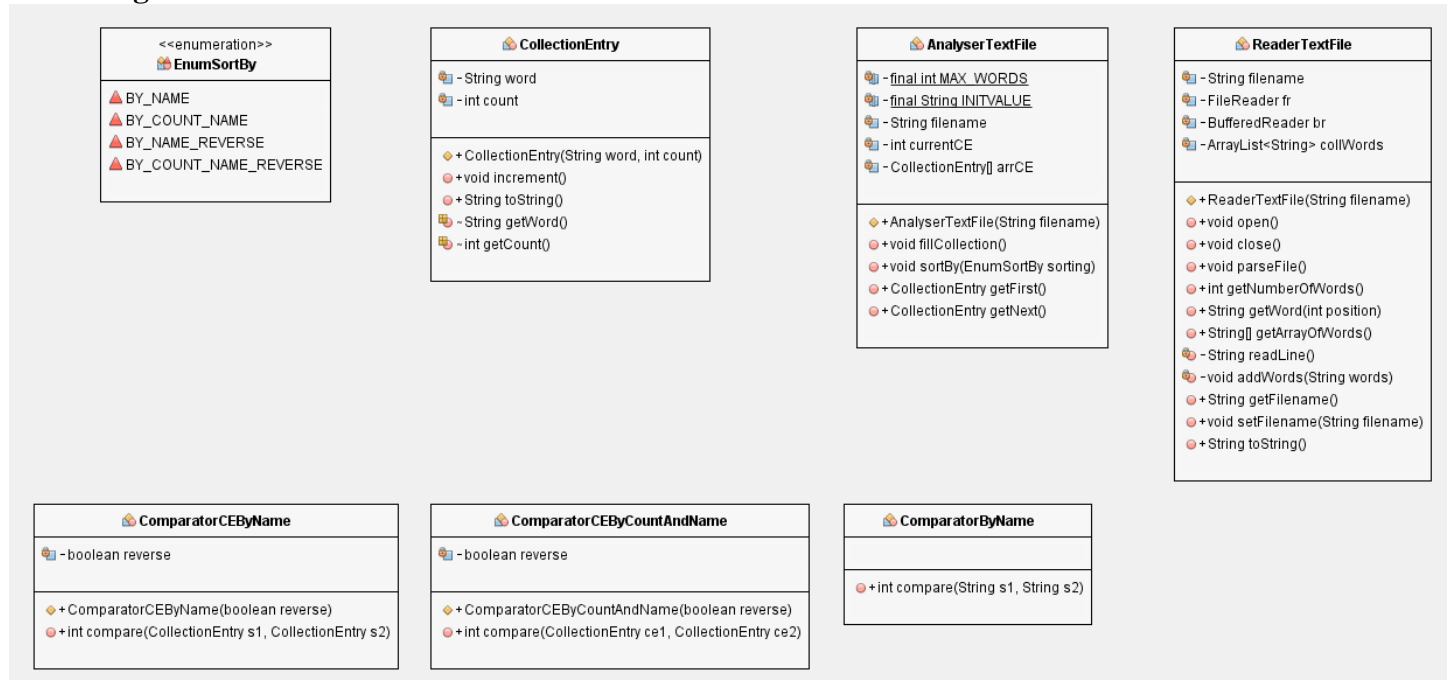 <<enumeration>>
EnumSortBy
BY_NAME
BY_COUNT_NAME
BY_NAME_REVERSE
BY_COUNT_NAME_REVERSE
CollectionEntry
- String word
- int count
+ CollectionEntry(String word, int count)
+ void increment()
+ String toString()
~ String getWord()
~ int getCount()
AnalyserTextFile
- final int MAX_WORDS
- final String INITVALUE
- String filename
- int currentCE
- CollectionEntry[] arrCE
+ AnalyserTextFile(String filename)
+ void fillCollection()
+ void sortBy(EnumSortBy sorting)
+ CollectionEntry getFirst()
+ CollectionEntry getNext()
ReaderTextFile
- String filename
- FileReader fr
- BufferedReader br
- ArrayList<String> collWords
+ ReaderTextFile(String filename)
+ void open()
+ void close()
+ void parseFile()
+ int getNumberOfWords()
+ String getWord(int position)
+ String[] getArrayOfWords()
- String readLine()
- void addWords(String words)
+ String getFilename()
+ void setFilename(String filename)
+ String toString()
ComparatorCEByName
- boolean reverse
+ ComparatorCEByName(boolean reverse)
+ int compare(CollectionEntry s1, CollectionEntry s2)
ComparatorCEByCountAndName
- boolean reverse
+ ComparatorCEByCountAndName(boolean reverse)
+ int compare(CollectionEntry ce1, CollectionEntry ce2)
ComparatorByName
+ int compare(String s1, String s2)